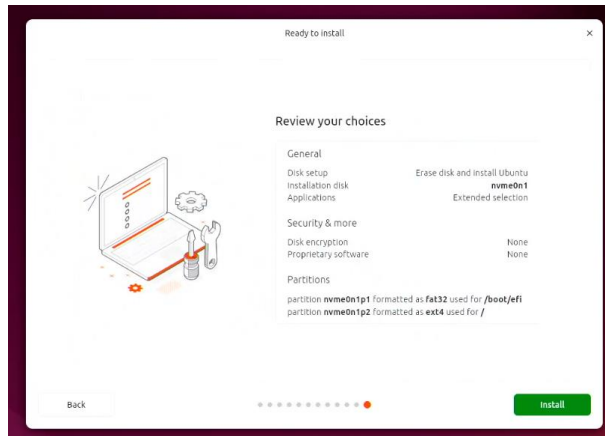 Ready to install
Review your choices
General
Disk setup Erase disk and install Ubuntu
Installation disk nvme0n1
Applications Extended selection
Security & more
Disk encryption None
Proprietary software None
Partitions
partition nvme0n1p1 formatted as fat32 used for /boot/efi
partition nvme0n1p2 formatted as ext4 used for /
Back Install